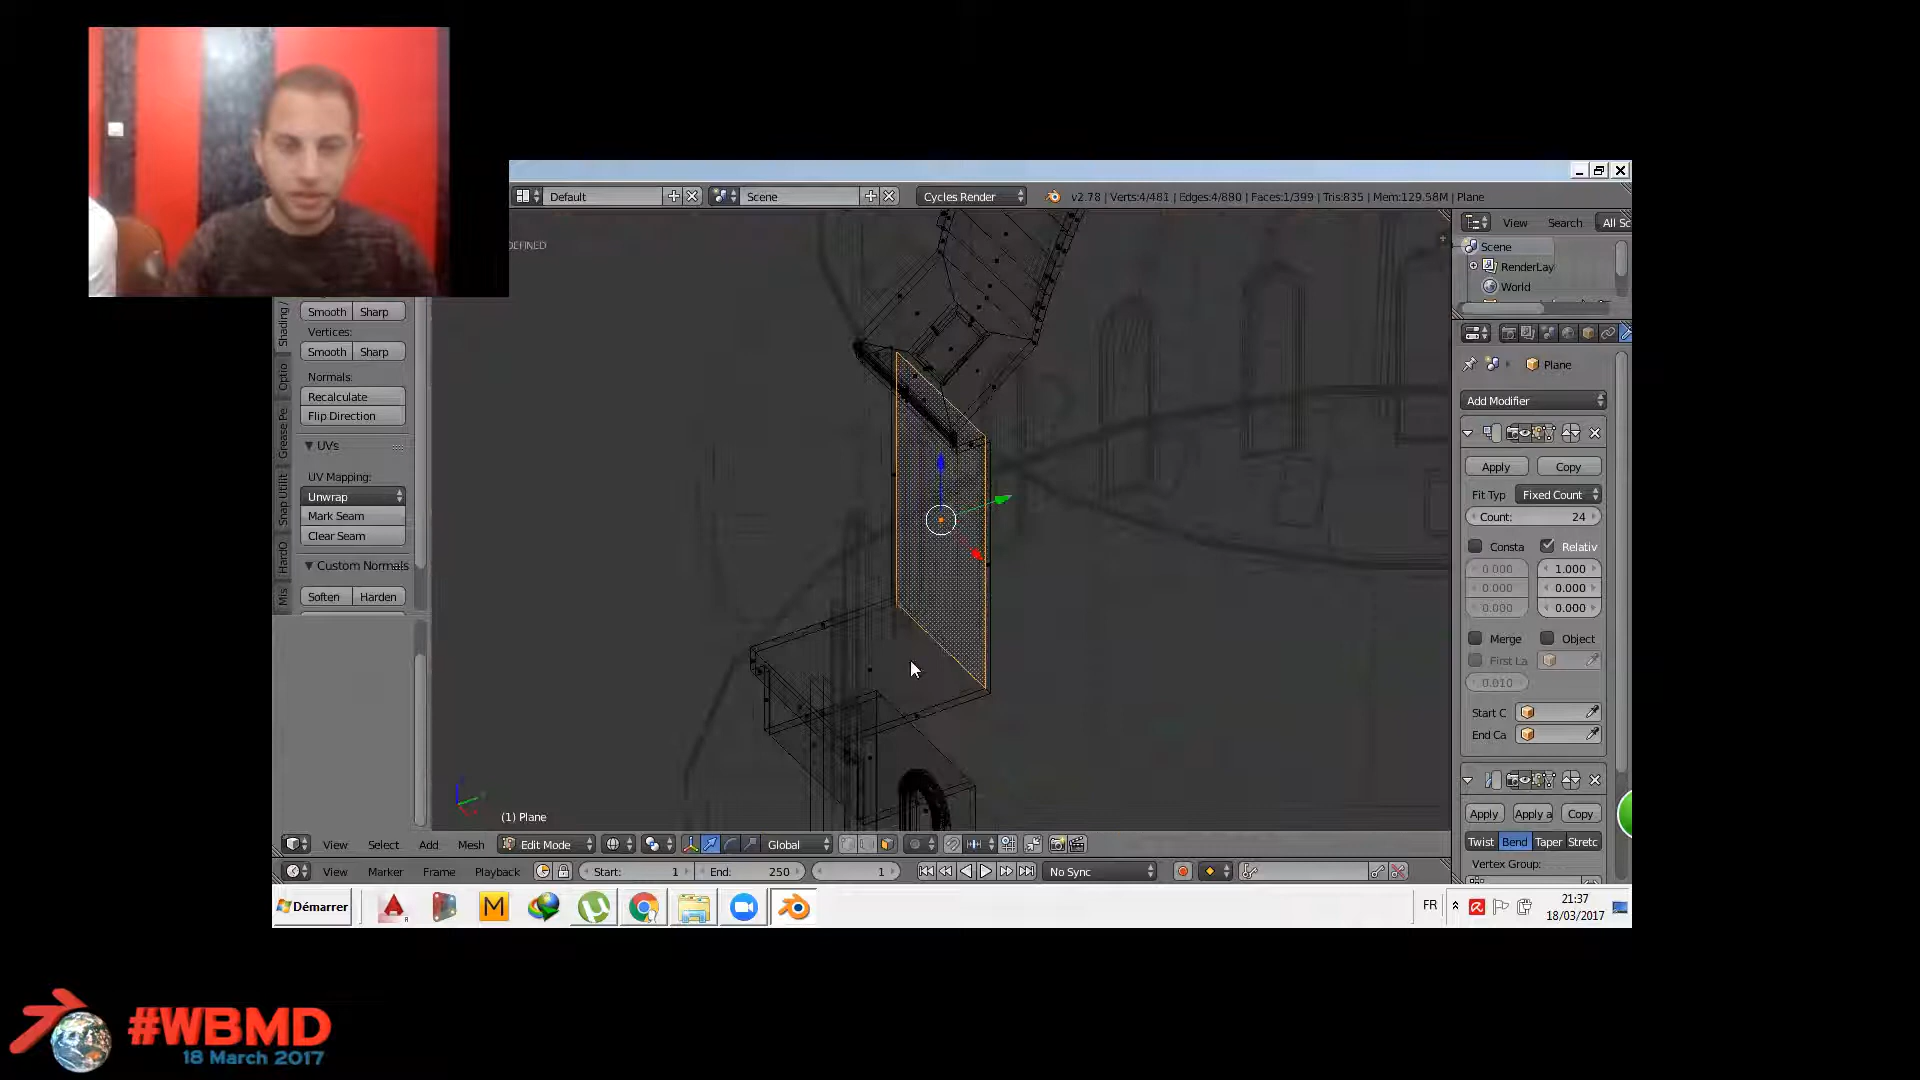 Default
Scene
Cycles Render
v2.78 | Verts:4/481 | Edges:4/880 | Faces:1/399 | Tris:835 | Mem:129.58M | Plane
View Search All Sc
DEFINED
Scene
RenderLay
World
Shading/
Optio
Grease Pe
Snap Utilit
HardO
Mis
Smooth Sharp
Vertices:
Smooth Sharp
Normals:
Recalculate
Flip Direction
UVs
UV Mapping:
Unwrap
Mark Seam
Clear Seam
Custom Normals
Soften Harden
Plane
Add Modifier
Apply Copy
Fit Typ Fixed Count
Count: 24
Consta Relativ
0.000 1.000
0.000 0.000
0.000 0.000
Merge Object
First La
0.010
Start C
End Ca
Apply Apply a Copy
Twist Bend Taper Stretc
Vertex Group:
(1) Plane
View Select Add Mesh Edit Mode Global
View Marker Frame Playback Start: 1 End: 250 1 No Sync
Démarrer
FR
21:37
18/03/2017
#WBMD
18 March 2017